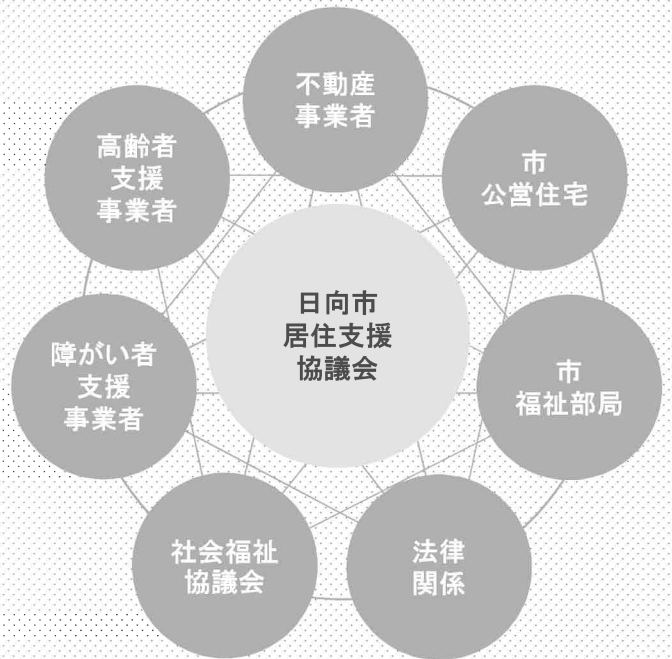 不動産
事業者
市
公営住宅
市
福祉部局
法律
関係
社会福祉
協議会
障がい者
支援
事業者
高齢者
支援
事業者
日向市
居住支援
協議会